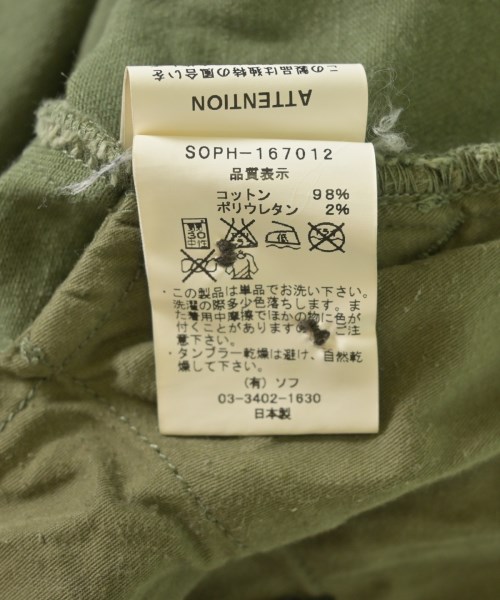 この製品は独特の風合いを
ATTENTION
SOPH-167012
品質表示
コットン 98%
ポリウレタン 2%
30
中性
低
・この製品は単品でお洗い下さい。
洗濯の際多少色落ちします。ま
た着用中摩擦でほかの物に色が
付くことがありますの ご注
意下さい。
・タンブラー乾燥は避け、自然乾
燥して下さい。
(有) ソフ
03-3402-1630
日本製